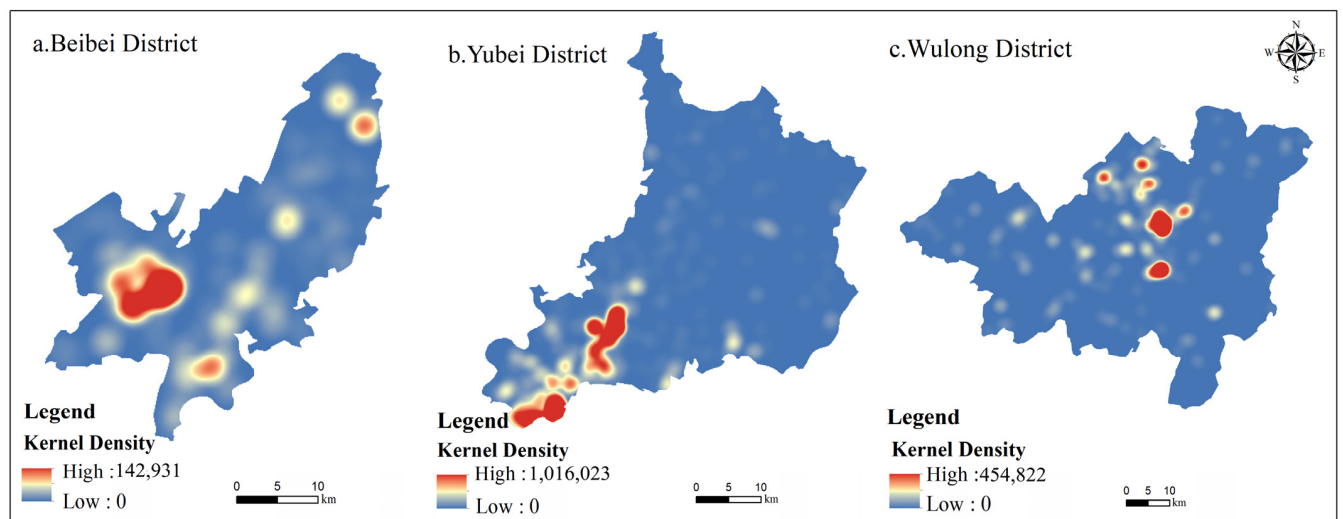 a.Beibei District
b.Yubei District
c.Wulong District
N
W E
S
Legend
Kernel Density
High :142,931
Low : 0
0 5 10
km
Legend
Kernel Density
High :1,016,023
Low : 0
0 5 10
km
Legend
Kernel Density
High :454,822
Low : 0
0 5 10
km